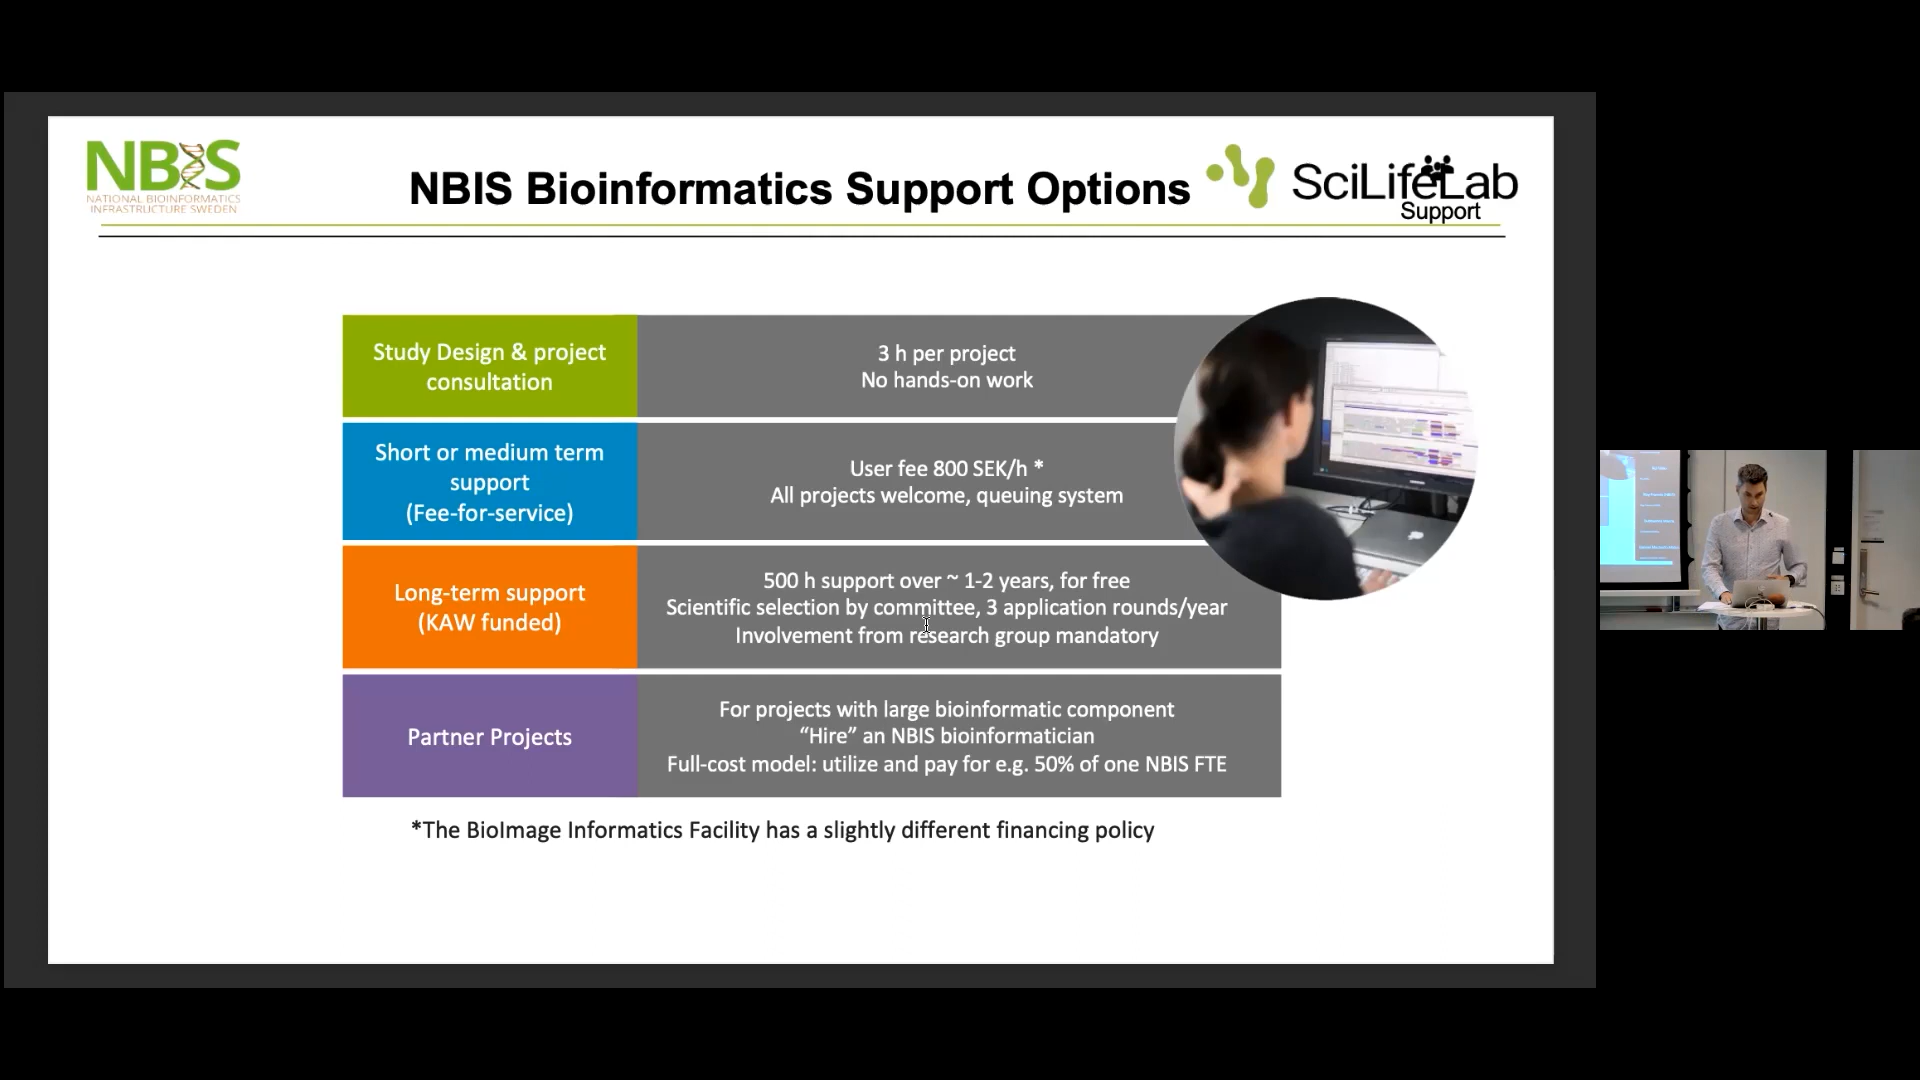 NBIS
NATIONAL BIOINFORMATICS
INFRASTRUCTURE SWEDEN
NBIS Bioinformatics Support Options
SciLifeLab
Support
Study Design & project
consultation
3 h per project
No hands-on work
Short or medium term
support
(Fee-for-service)
User fee 800 SEK/h *
All projects welcome, queuing system
Long-term support
(KAW funded)
500 h support over ~ 1-2 years, for free
Scientific selection by committee, 3 application rounds/year
Involvement from research group mandatory
Partner Projects
For projects with large bioinformatic component
“Hire” an NBIS bioinformatician
Full-cost model: utilize and pay for e.g. 50% of one NBIS FTE
*The BioImage Informatics Facility has a slightly different financing policy